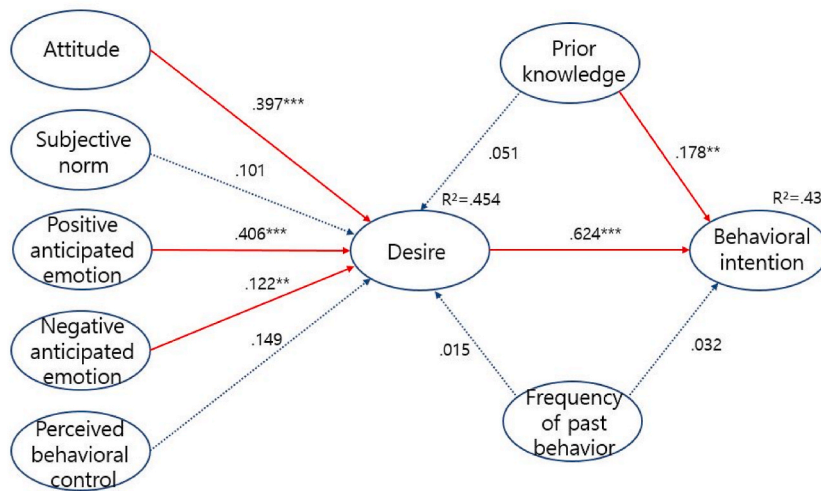 Attitude
Prior
knowledge
.397***
Subjective
norm
.101
.051
.178**
R²=.454
R²=.43
Positive
anticipated
emotion
.406***
Desire
.624***
Behavioral
intention
.122**
Negative
anticipated
emotion
.149
.015
.032
Frequency
of past
behavior
Perceived
behavioral
control